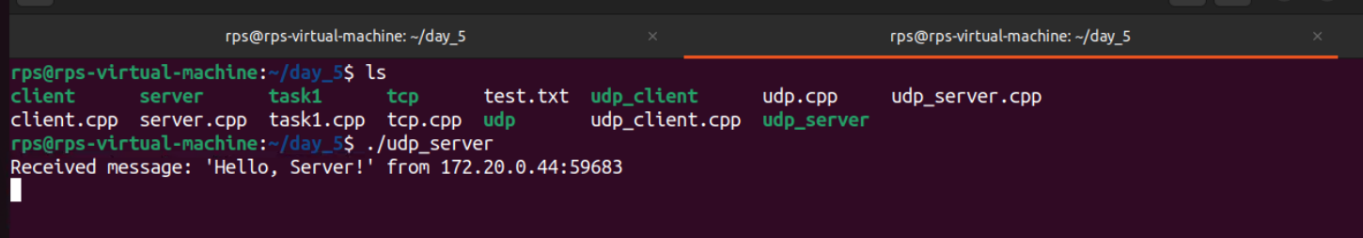 rps@rps-virtual-machine: ~/day_5 × rps@rps-virtual-machine: ~/day_5 ×
rps@rps-virtual-machine:~/day_5$ ls
client server task1 tcp test.txt udp_client udp.cpp udp_server.cpp
client.cpp server.cpp task1.cpp tcp.cpp udp udp_client.cpp udp_server
rps@rps-virtual-machine:~/day_5$ ./udp_server
Received message: 'Hello, Server!' from 172.20.0.44:59683